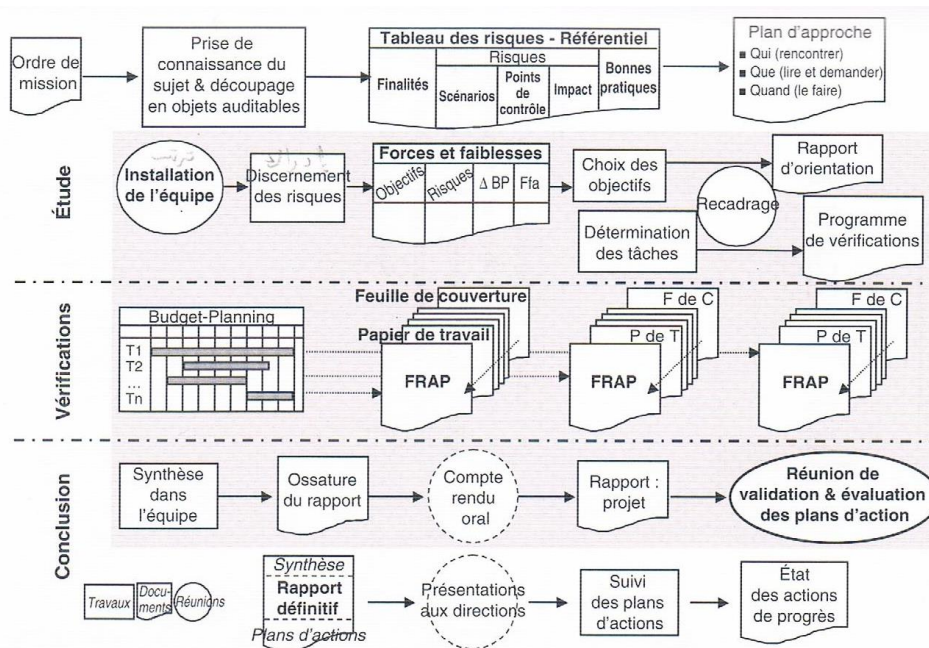 Ordre de
mission
Prise de
connaissance du
sujet & découpage
en objets auditables
Tableau des risques - Référentiel
Finalités
Risques
Scénarios
Points
de
contrôle
Impact
Bonnes
pratiques
Plan d'approche
▪ Qui (rencontrer)
▪ Que (lire et demander)
▪ Quand (le faire)
Étude
Installation
de l'équipe
Discernement
des risques
Forces et faiblesses
Objectifs
Risques
Δ BP
Ffa
Choix des
objectifs
Détermination
des tâches
Recadrage
Rapport
d'orientation
Programme
de vérifications
Vérifications
Budget-Planning
T1
T2
...
Tn
Feuille de couverture
Papier de travail
FRAP
F de C
P de T
FRAP
F de C
P de T
FRAP
Conclusion
Synthèse
dans
l'équipe
Ossature
du rapport
Compte
rendu
oral
Rapport :
projet
Réunion de
validation & évaluation
des plans d'action
Travaux
Docu-
ments
Réunions
Synthèse
Rapport
définitif
Plans d'actions
Présentations
aux directions
Suivi
des plans
d'actions
État
des actions
de progrès